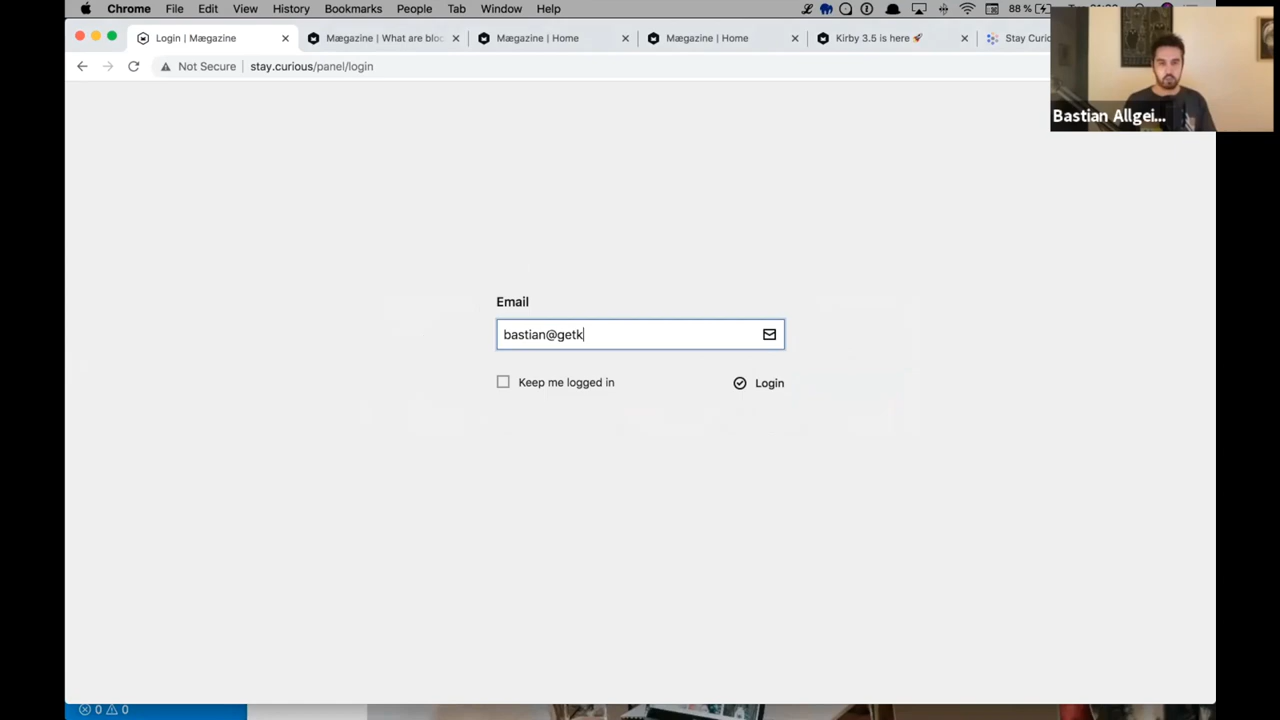 Chrome File Edit View History Bookmarks People Tab Window Help 88 %
Login | Mægazine
Mægazine | What are bloc
Mægazine | Home
Mægazine | Home
Kirby 3.5 is here 🚀
Stay Curio
Not Secure stay.curious/panel/login
Bastian Allgei...
Email
bastian@getk
Keep me logged in
Login
0 0